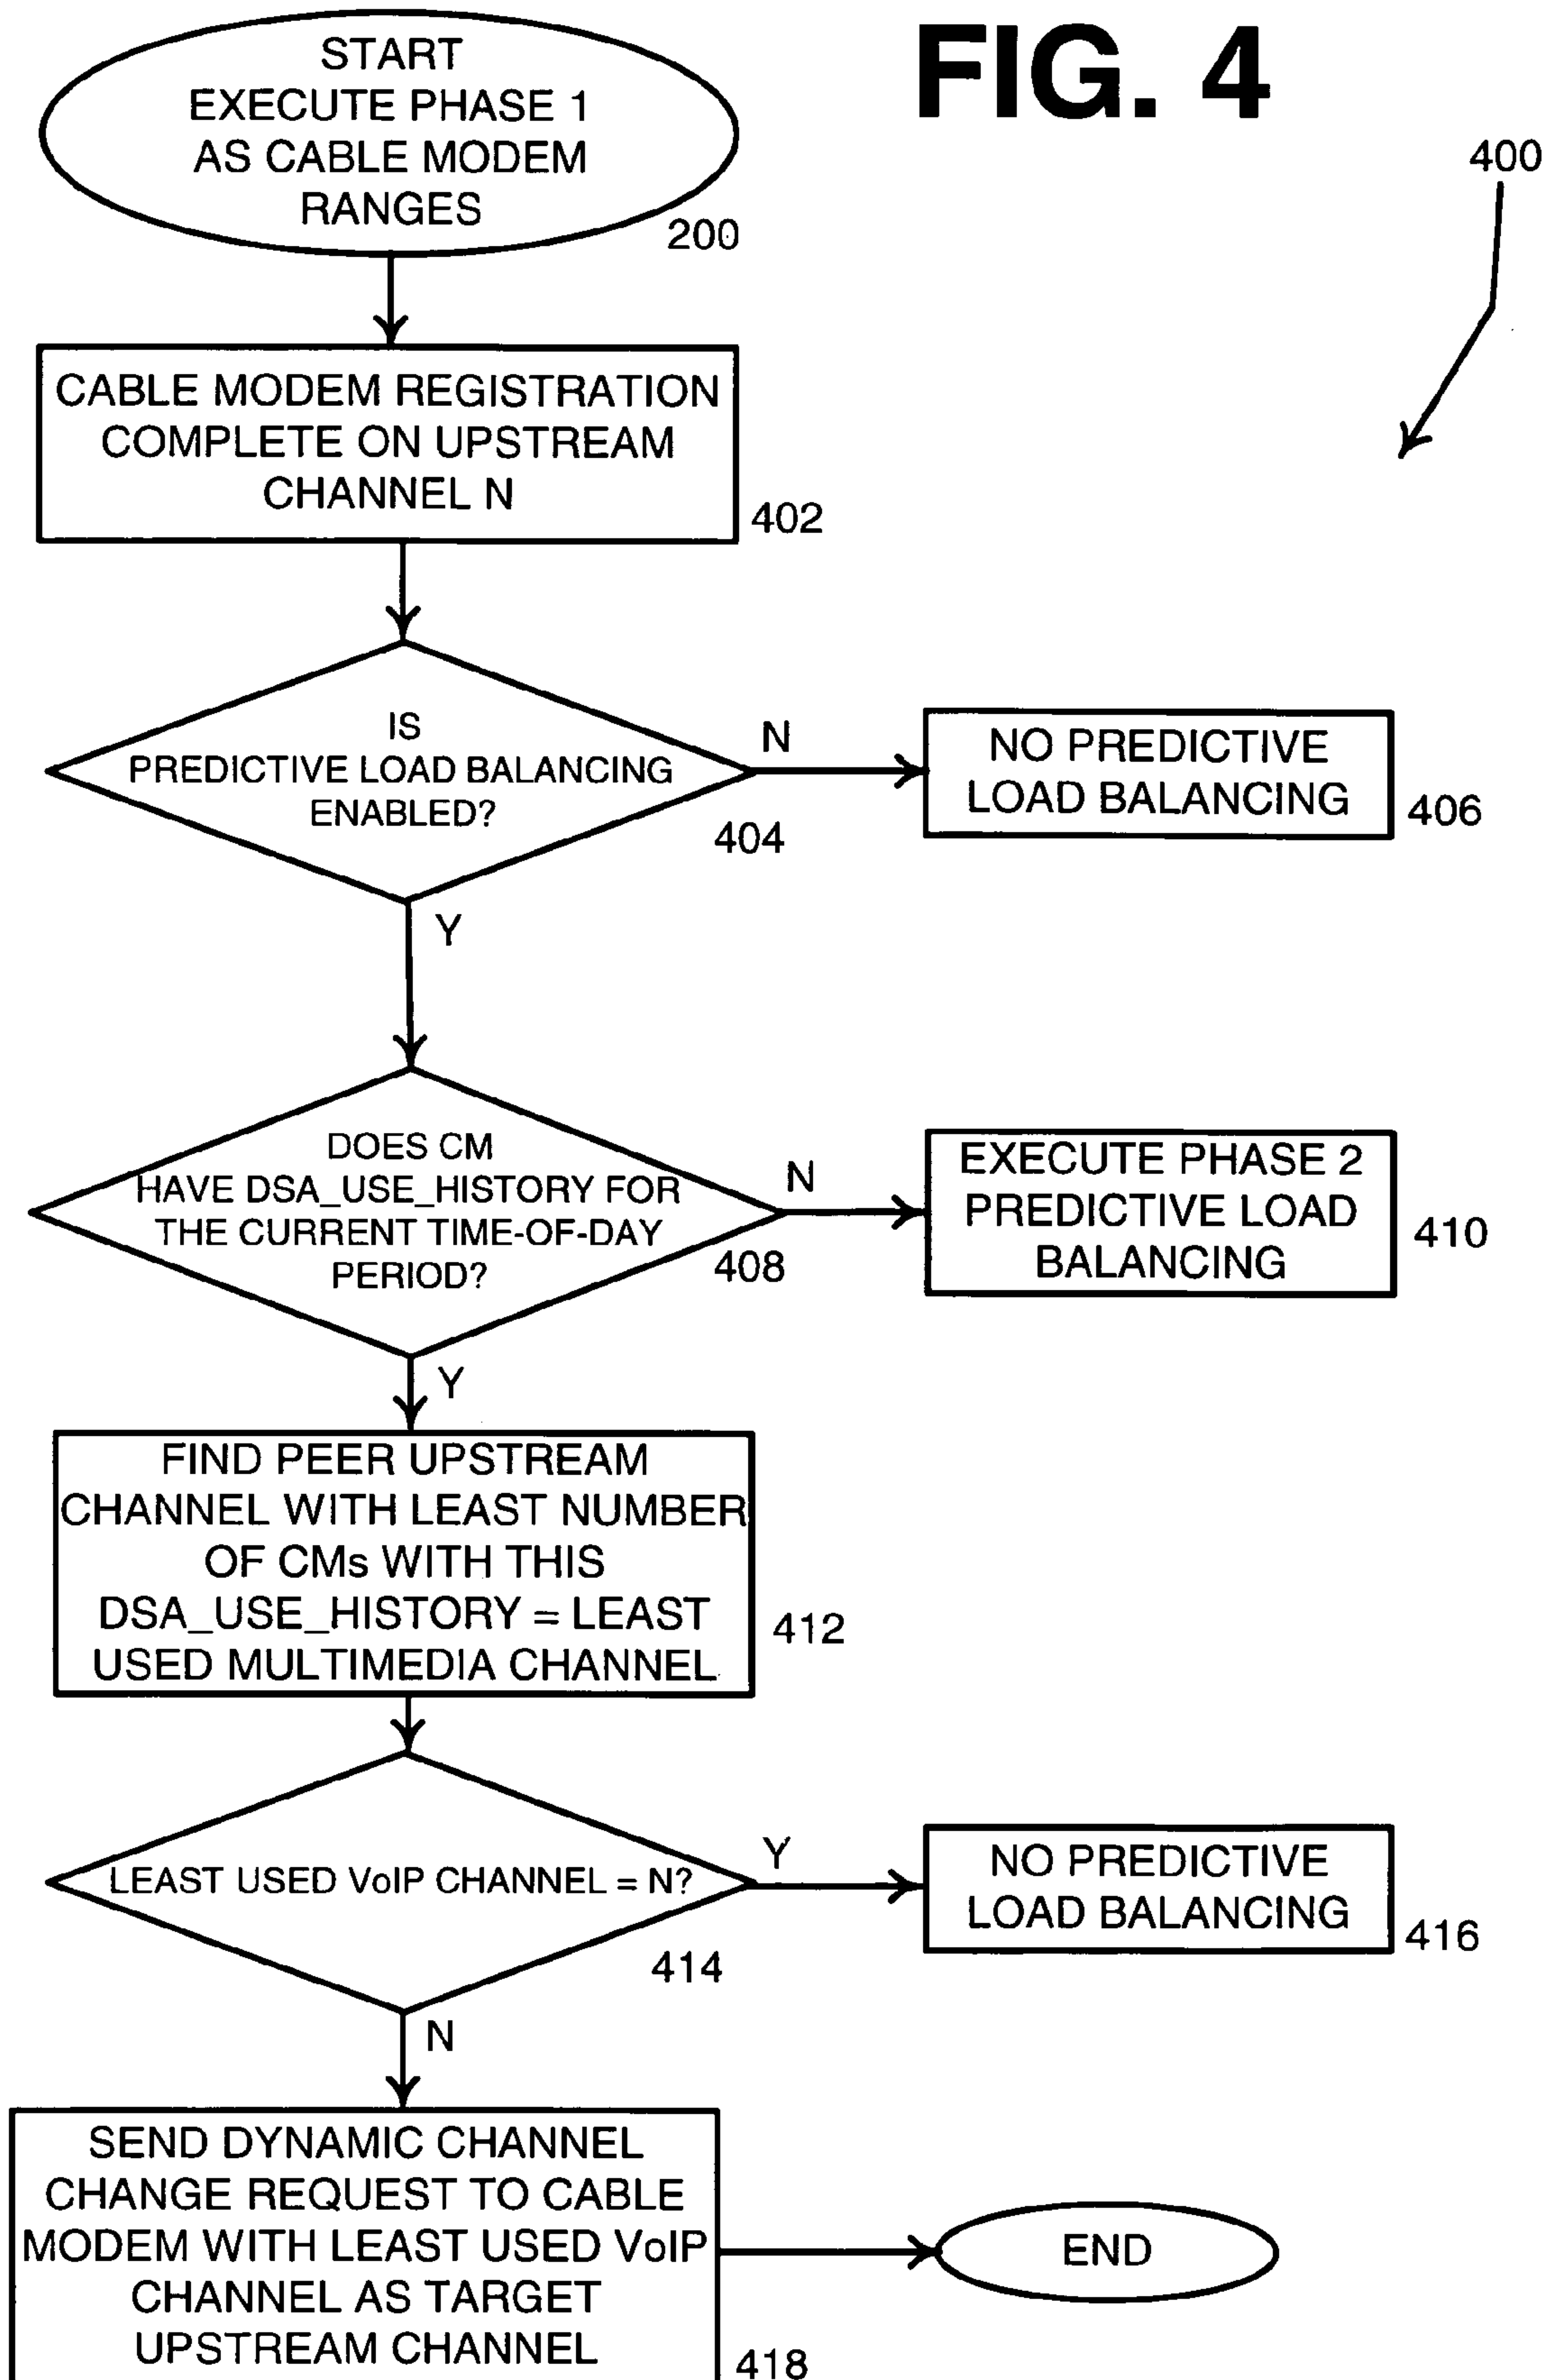 FIG. 4
400
START
EXECUTE PHASE 1
AS CABLE MODEM
RANGES
200
CABLE MODEM REGISTRATION
COMPLETE ON UPSTREAM
CHANNEL N
402
IS
PREDICTIVE LOAD BALANCING
ENABLED?
404
N
NO PREDICTIVE
LOAD BALANCING
406
Y
DOES CM
HAVE DSA_USE_HISTORY FOR
THE CURRENT TIME-OF-DAY
PERIOD?
408
N
EXECUTE PHASE 2
PREDICTIVE LOAD
BALANCING
410
Y
FIND PEER UPSTREAM
CHANNEL WITH LEAST NUMBER
OF CMs WITH THIS
DSA_USE_HISTORY = LEAST
USED MULTIMEDIA CHANNEL
412
LEAST USED VoIP CHANNEL = N?
414
Y
NO PREDICTIVE
LOAD BALANCING
416
N
SEND DYNAMIC CHANNEL
CHANGE REQUEST TO CABLE
MODEM WITH LEAST USED VoIP
CHANNEL AS TARGET
UPSTREAM CHANNEL
418
END